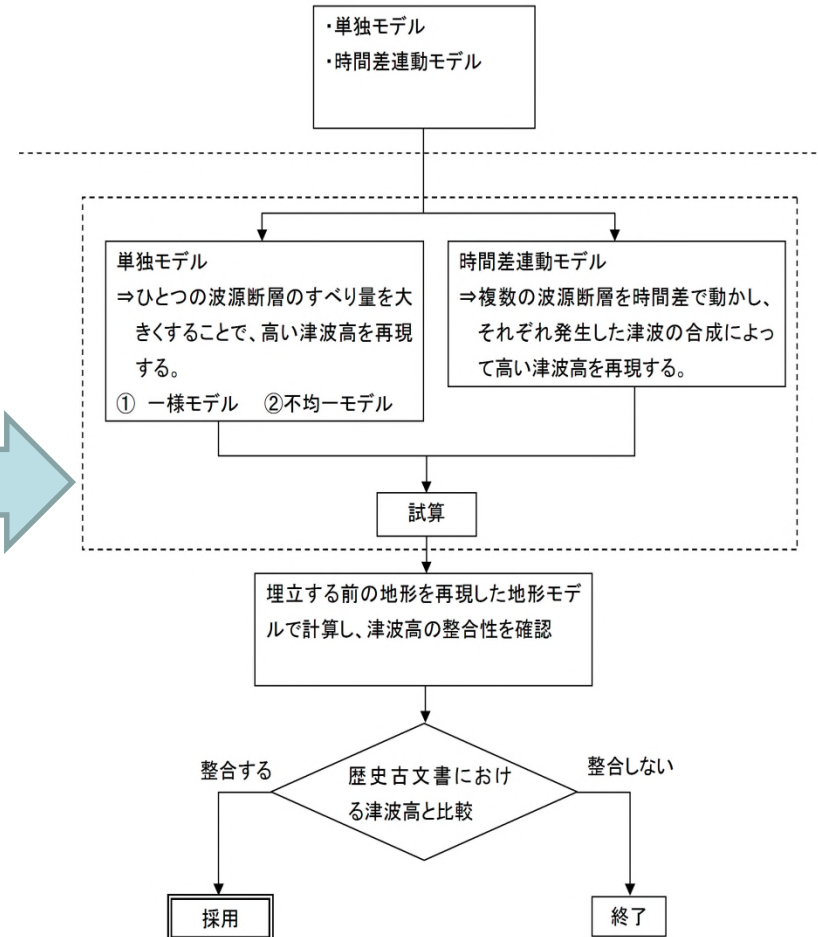 ・単独モデル
・時間差連動モデル
単独モデル
⇒ひとつの波源断層のすべり量を大
きくすることで、高い津波高を再現
する。
① 一様モデル ②不均一モデル
時間差連動モデル
⇒複数の波源断層を時間差で動かし、
それぞれ発生した津波の合成によっ
て高い津波高を再現する。
試算
埋立する前の地形を再現した地形モデ
ルで計算し、津波高の整合性を確認
歴史古文書におけ
る津波高と比較
整合する
整合しない
採用
終了